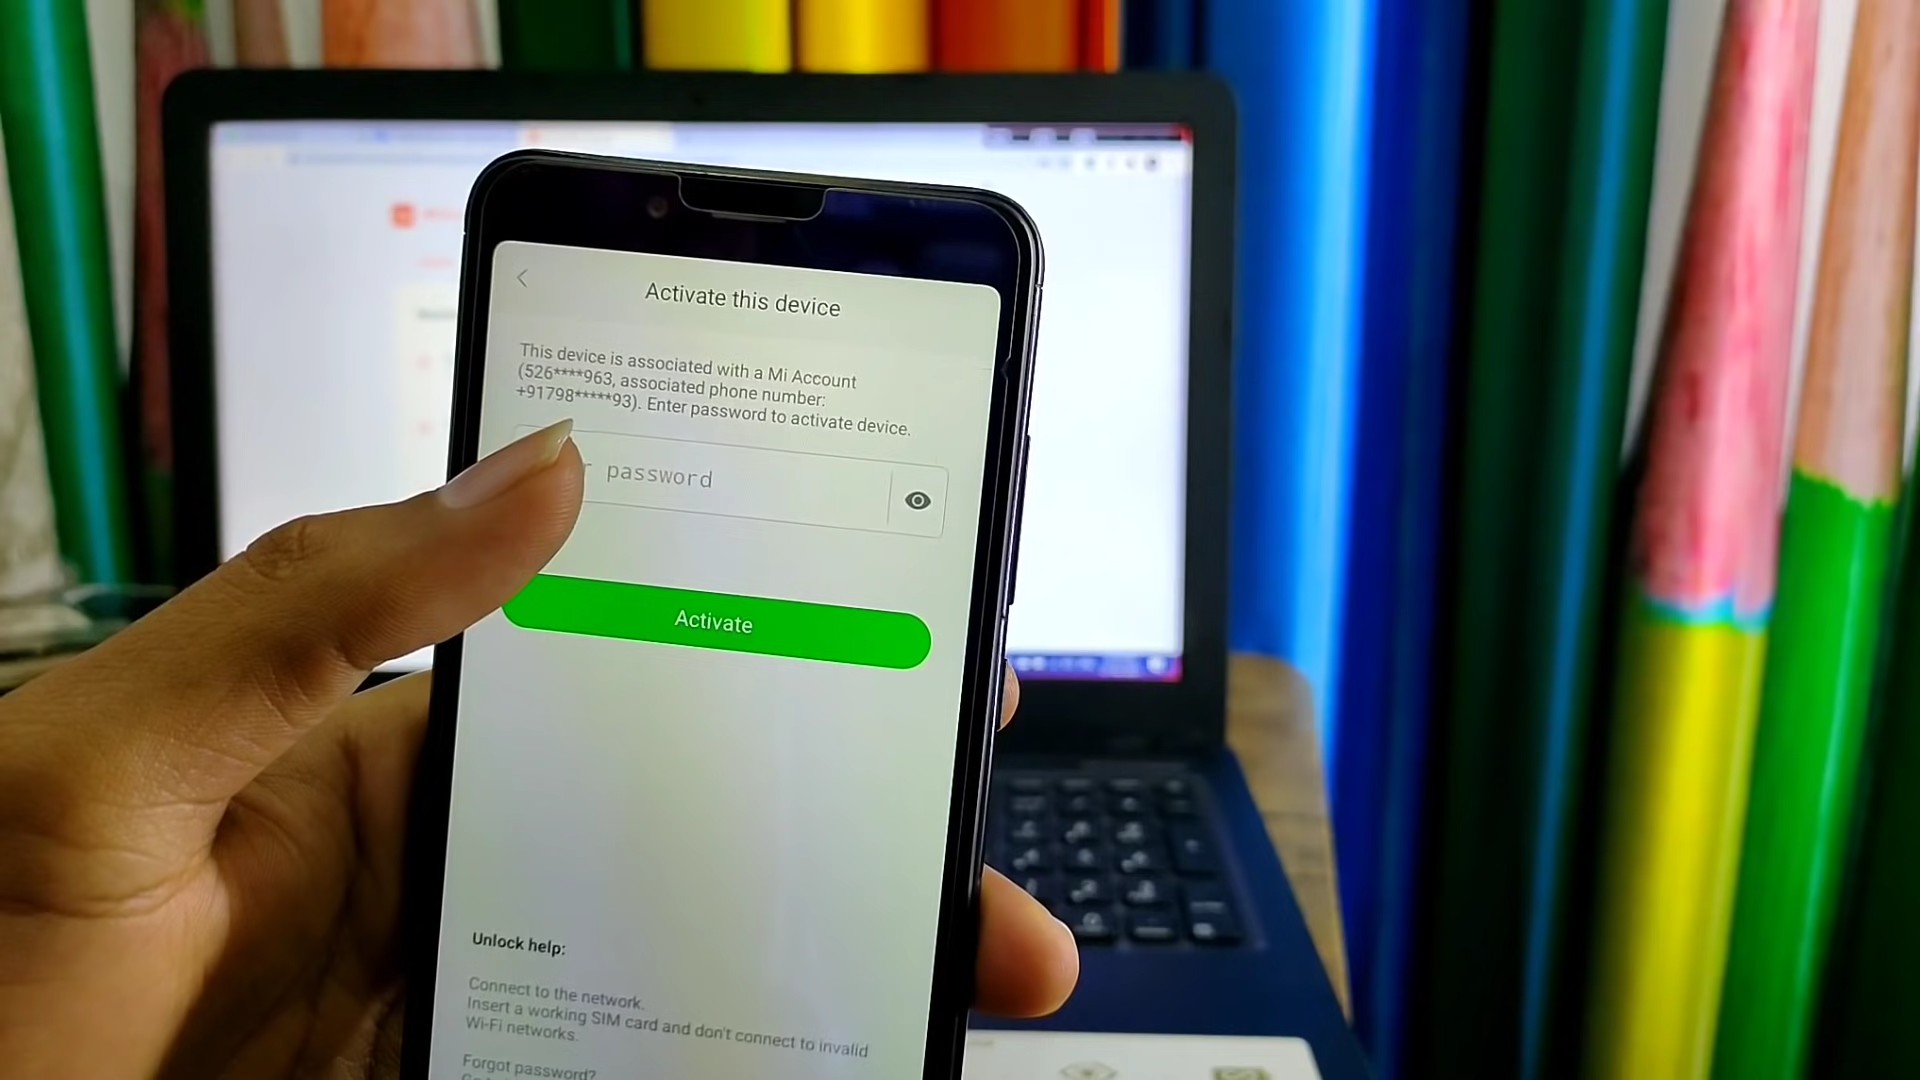 Activate this device
This device is associated with a Mi Account
(526****963, associated phone number:
+91798*****93). Enter password to activate device.
password
Activate
Unlock help:
Connect to the network.
Insert a working SIM card and don't connect to invalid
Wi-Fi networks.
Forgot password?